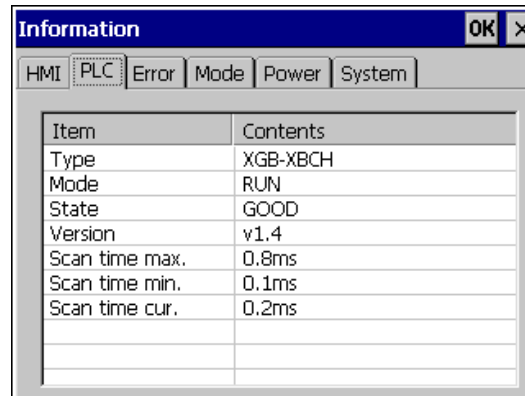 Information OK ×
HMI PLC Error Mode Power System
Item Contents
Type XGB-XBCH
Mode RUN
State GOOD
Version v1.4
Scan time max. 0.8ms
Scan time min. 0.1ms
Scan time cur. 0.2ms